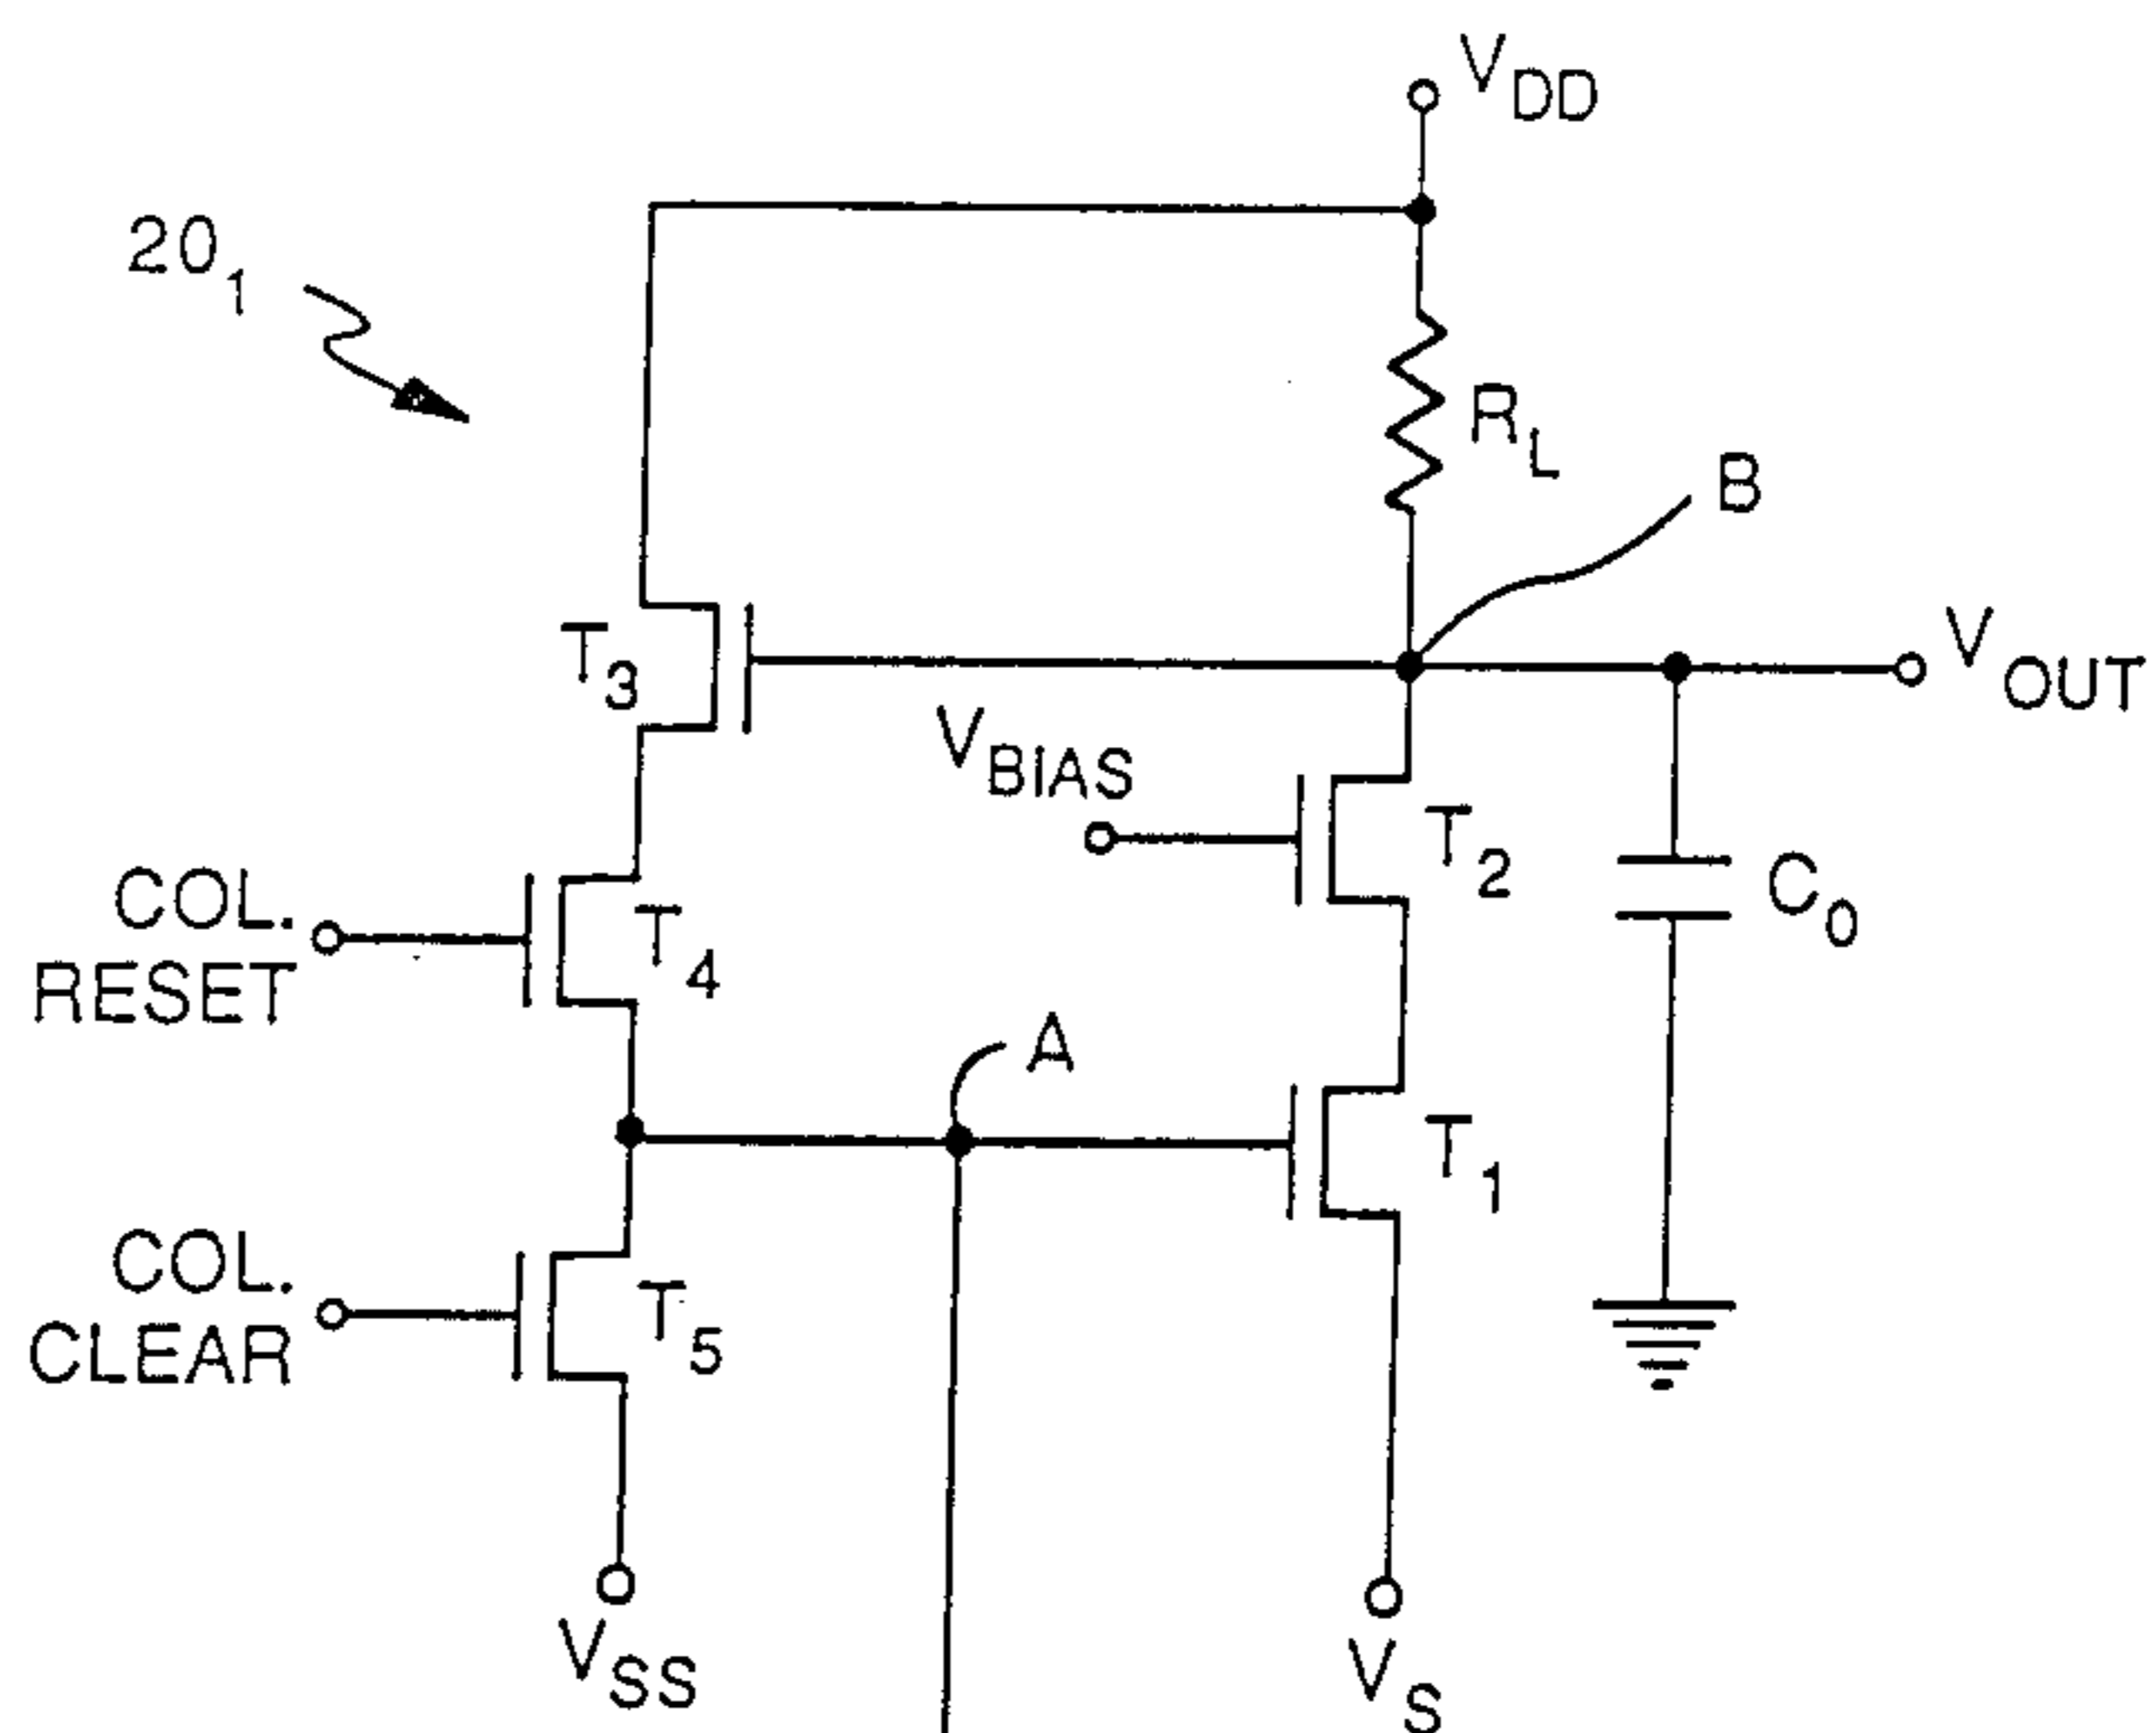 V_DD
20_1
R_L
B
T_3
V_OUT
V_BIAS
T_2
C_0
COL.
RESET
T_4
A
T_1
COL.
CLEAR
T_5
V_SS
V_S